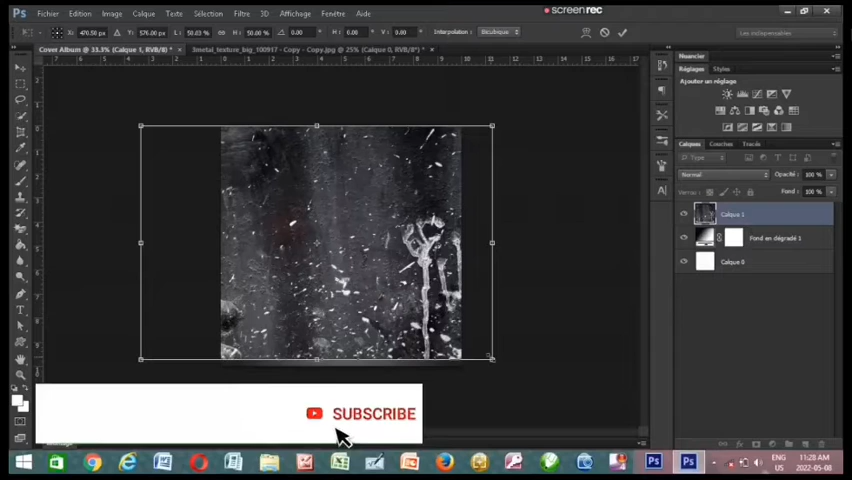 Ps Fichier Edition Image Calque Texte Sélection Filtre 3D Affichage Fenêtre Aide
screenrec
X: 470.50 px Y: 576.00 px L: 50.03 % H: 50.00 % 0.00 H: 0.00 V: 0.00 Interpolation : Bicubique Les indispensables
Cover Album @ 33.3% (Calque 1, RVB/8) * × 3metal_texture_big_100917 - Copy - Copy.jpg @ 25% (Calque 0, RVB/8*) * ×
Nuancier
Réglages Styles
Ajouter un réglage
Calques Couches Tracés
Type
Normal Opacité : 100 %
Verrou : Fond : 100 %
Calque 1
Fond en dégradé 1
Calque 0
SUBSCRIBE
ENG 11:28 AM
US 2022-05-08